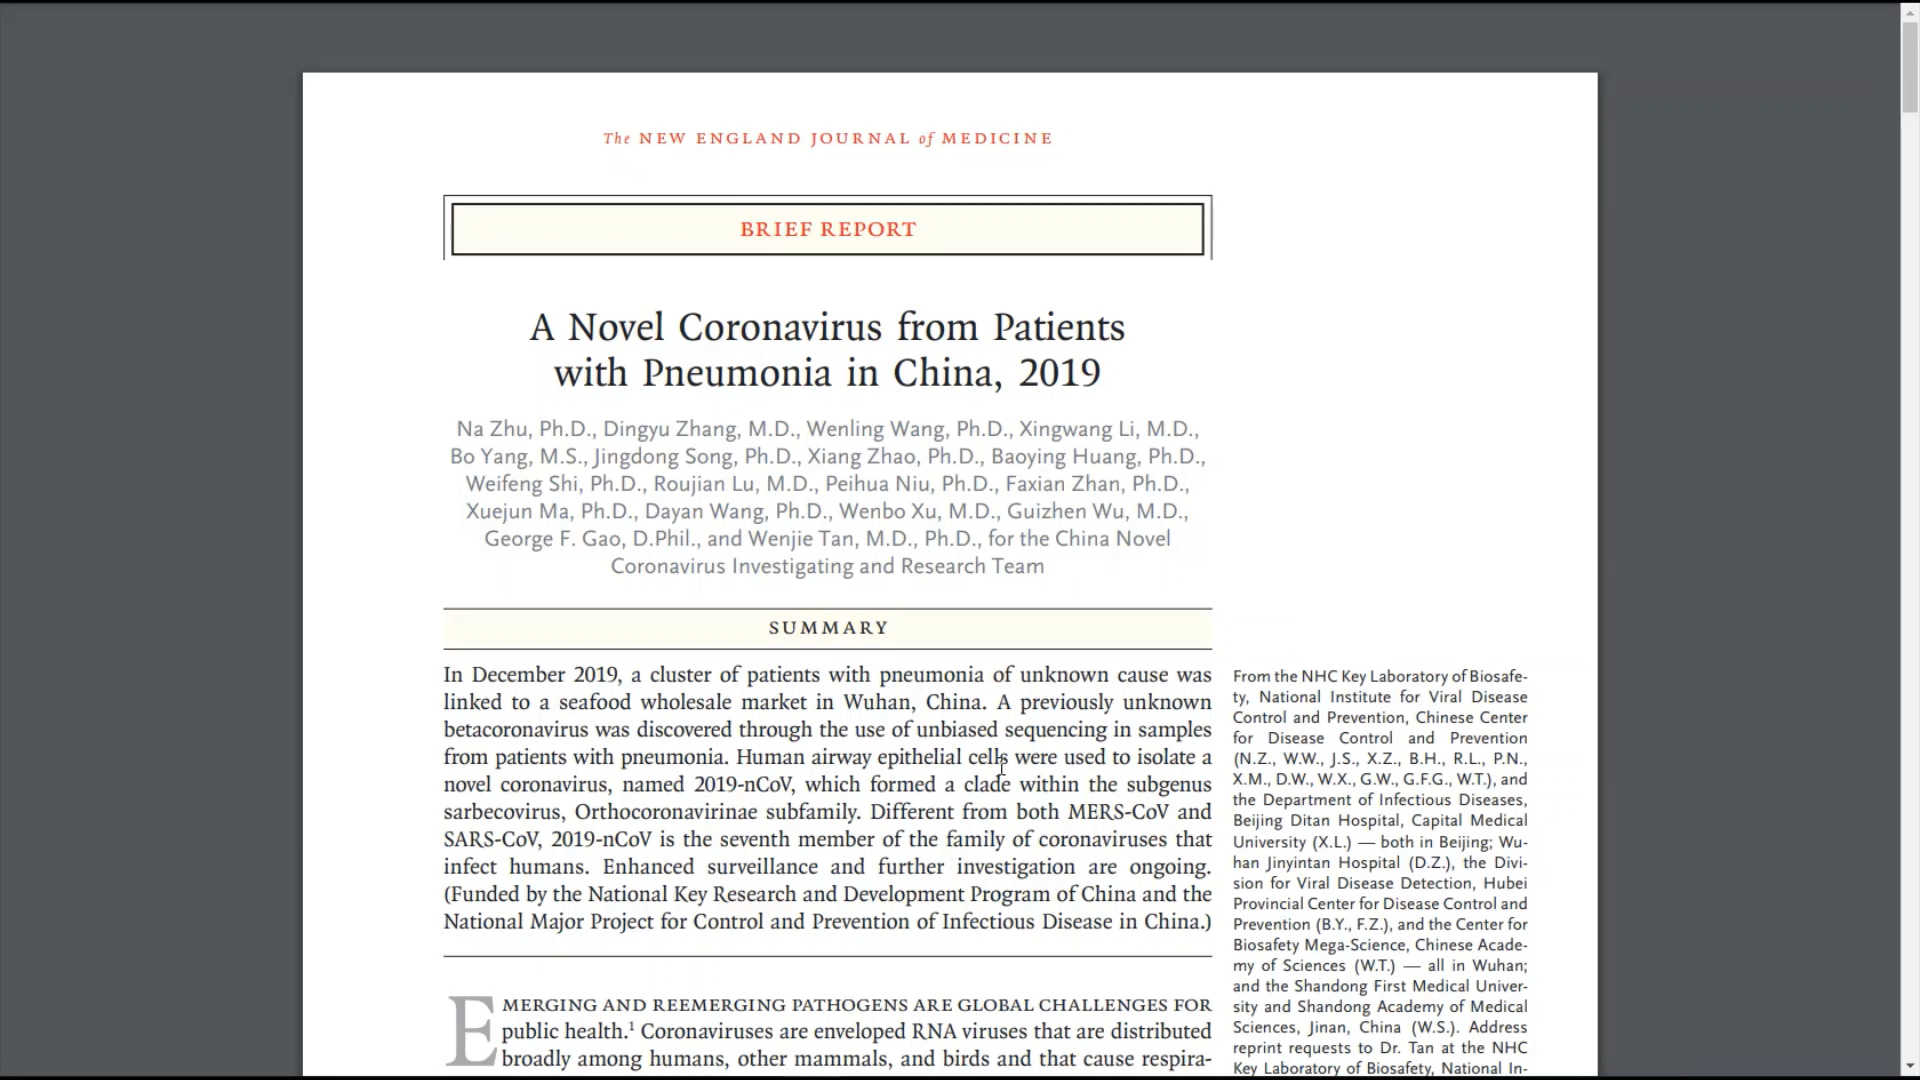 The NEW ENGLAND JOURNAL of MEDICINE
BRIEF REPORT
A Novel Coronavirus from Patients
with Pneumonia in China, 2019
Na Zhu, Ph.D., Dingyu Zhang, M.D., Wenling Wang, Ph.D., Xingwang Li, M.D.,
Bo Yang, M.S., Jingdong Song, Ph.D., Xiang Zhao, Ph.D., Baoying Huang, Ph.D.,
Weifeng Shi, Ph.D., Roujian Lu, M.D., Peihua Niu, Ph.D., Faxian Zhan, Ph.D.,
Xuejun Ma, Ph.D., Dayan Wang, Ph.D., Wenbo Xu, M.D., Guizhen Wu, M.D.,
George F. Gao, D.Phil., and Wenjie Tan, M.D., Ph.D., for the China Novel
Coronavirus Investigating and Research Team
SUMMARY
In December 2019, a cluster of patients with pneumonia of unknown cause was
linked to a seafood wholesale market in Wuhan, China. A previously unknown
betacoronavirus was discovered through the use of unbiased sequencing in samples
from patients with pneumonia. Human airway epithelial cells were used to isolate a
novel coronavirus, named 2019-nCoV, which formed a clade within the subgenus
sarbecovirus, Orthocoronavirinae subfamily. Different from both MERS-CoV and
SARS-CoV, 2019-nCoV is the seventh member of the family of coronaviruses that
infect humans. Enhanced surveillance and further investigation are ongoing.
(Funded by the National Key Research and Development Program of China and the
National Major Project for Control and Prevention of Infectious Disease in China.)
EMERGING AND REEMERGING PATHOGENS ARE GLOBAL CHALLENGES FOR
public health.¹ Coronaviruses are enveloped RNA viruses that are distributed
broadly among humans, other mammals, and birds and that cause respira-
From the NHC Key Laboratory of Biosafe-
ty, National Institute for Viral Disease
Control and Prevention, Chinese Center
for Disease Control and Prevention
(N.Z., W.W., J.S., X.Z., B.H., R.L., P.N.,
X.M., D.W., W.X., G.W., G.F.G., W.T.), and
the Department of Infectious Diseases,
Beijing Ditan Hospital, Capital Medical
University (X.L.) — both in Beijing; Wu-
han Jinyintan Hospital (D.Z.), the Divi-
sion for Viral Disease Detection, Hubei
Provincial Center for Disease Control and
Prevention (B.Y., F.Z.), and the Center for
Biosafety Mega-Science, Chinese Acade-
my of Sciences (W.T.) — all in Wuhan;
and the Shandong First Medical Univer-
sity and Shandong Academy of Medical
Sciences, Jinan, China (W.S.). Address
reprint requests to Dr. Tan at the NHC
Key Laboratory of Biosafety, National In-